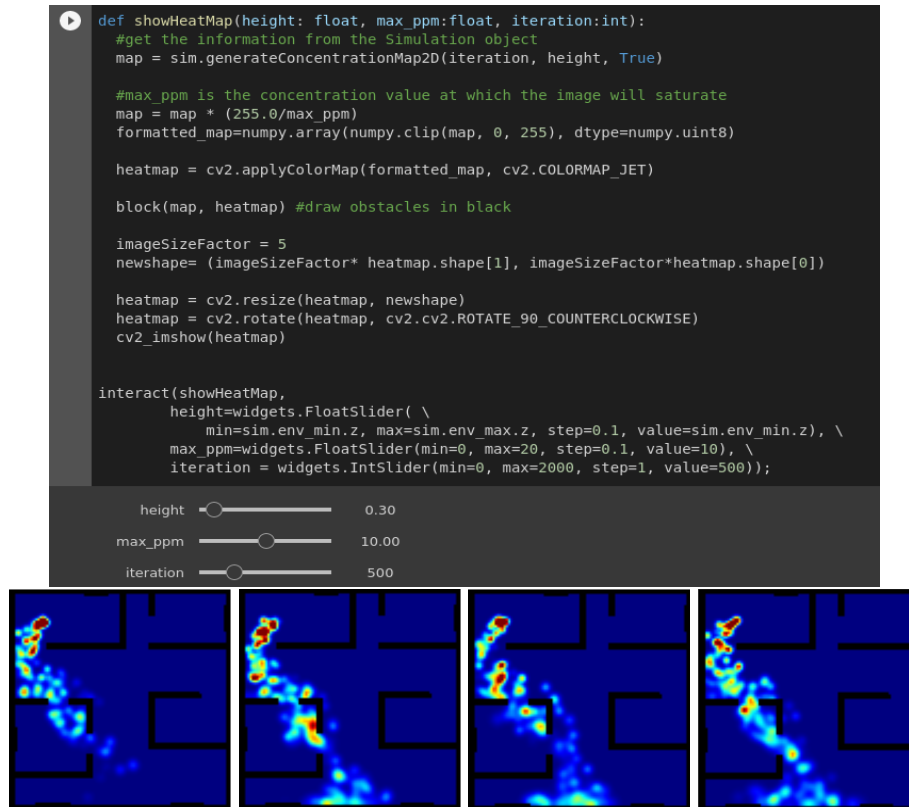 def showHeatMap(height: float, max_ppm:float, iteration:int):
#get the information from the Simulation object
map = sim.generateConcentrationMap2D(iteration, height, True)
#max_ppm is the concentration value at which the image will saturate
map = map * (255.0/max_ppm)
formatted_map=numpy.array(numpy.clip(map, 0, 255), dtype=numpy.uint8)
heatmap = cv2.applyColorMap(formatted_map, cv2.COLORMAP_JET)
block(map, heatmap) #draw obstacles in black
imageSizeFactor = 5
newshape= (imageSizeFactor* heatmap.shape[1], imageSizeFactor*heatmap.shape[0])
heatmap = cv2.resize(heatmap, newshape)
heatmap = cv2.rotate(heatmap, cv2.cv2.ROTATE_90_COUNTERCLOCKWISE)
cv2_imshow(heatmap)
interact(showHeatMap,
height=widgets.FloatSlider( \
min=sim.env_min.z, max=sim.env_max.z, step=0.1, value=sim.env_min.z), \
max_ppm=widgets.FloatSlider(min=0, max=20, step=0.1, value=10), \
iteration = widgets.IntSlider(min=0, max=2000, step=1, value=500));
height 0.30
max_ppm 10.00
iteration 500